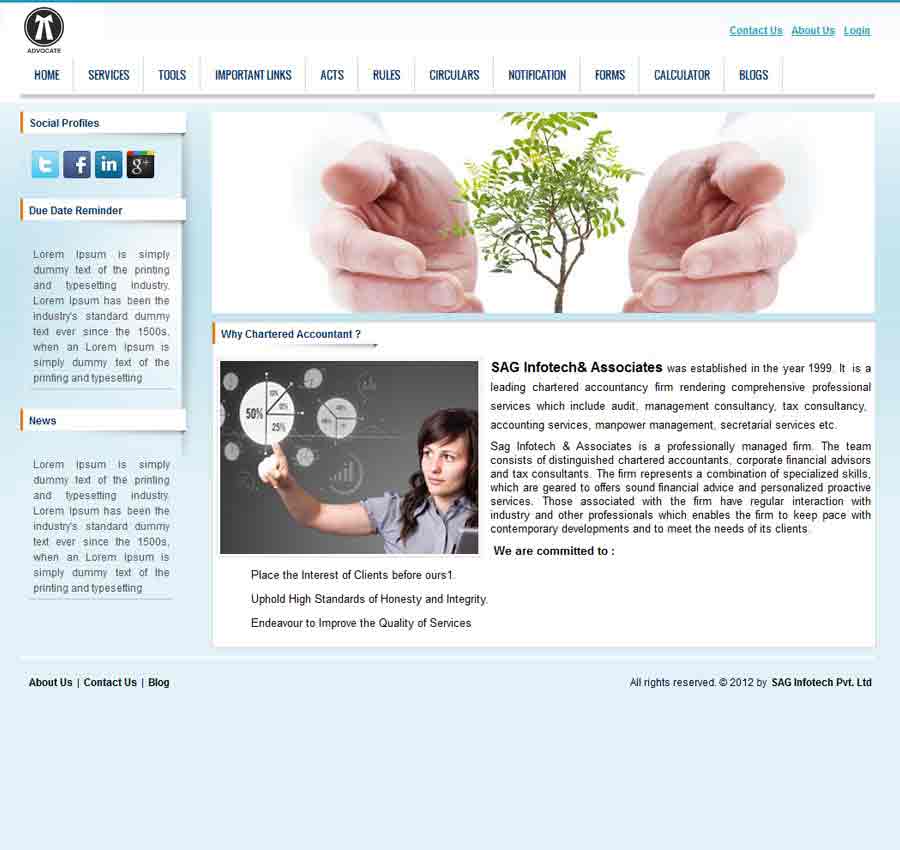 ADVOCATE
Contact Us About Us Login
HOME SERVICES TOOLS IMPORTANT LINKS ACTS RULES CIRCULARS NOTIFICATION FORMS CALCULATOR BLOGS
Social Profiles
t f in g+
Due Date Reminder
Lorem Ipsum is simply
dummy text of the printing
and typesetting industry.
Lorem Ipsum has been the
industry's standard dummy
text ever since the 1500s,
when an Lorem Ipsum is
simply dummy text of the
printing and typesetting
News
Lorem Ipsum is simply
dummy text of the printing
and typesetting industry.
Lorem Ipsum has been the
industry's standard dummy
text ever since the 1500s,
when an Lorem Ipsum is
simply dummy text of the
printing and typesetting
Why Chartered Accountant ?
50%
25%
SAG Infotech& Associates was established in the year 1999. It is a
leading chartered accountancy firm rendering comprehensive professional
services which include audit, management consultancy, tax consultancy,
accounting services, manpower management, secretarial services etc.
Sag Infotech & Associates is a professionally managed firm. The team
consists of distinguished chartered accountants, corporate financial advisors
and tax consultants. The firm represents a combination of specialized skills,
which are geared to offers sound financial advice and personalized proactive
services. Those associated with the firm have regular interaction with
industry and other professionals which enables the firm to keep pace with
contemporary developments and to meet the needs of its clients.
We are committed to :
Place the Interest of Clients before ours1.
Uphold High Standards of Honesty and Integrity.
Endeavour to Improve the Quality of Services
About Us | Contact Us | Blog
All rights reserved. © 2012 by SAG Infotech Pvt. Ltd